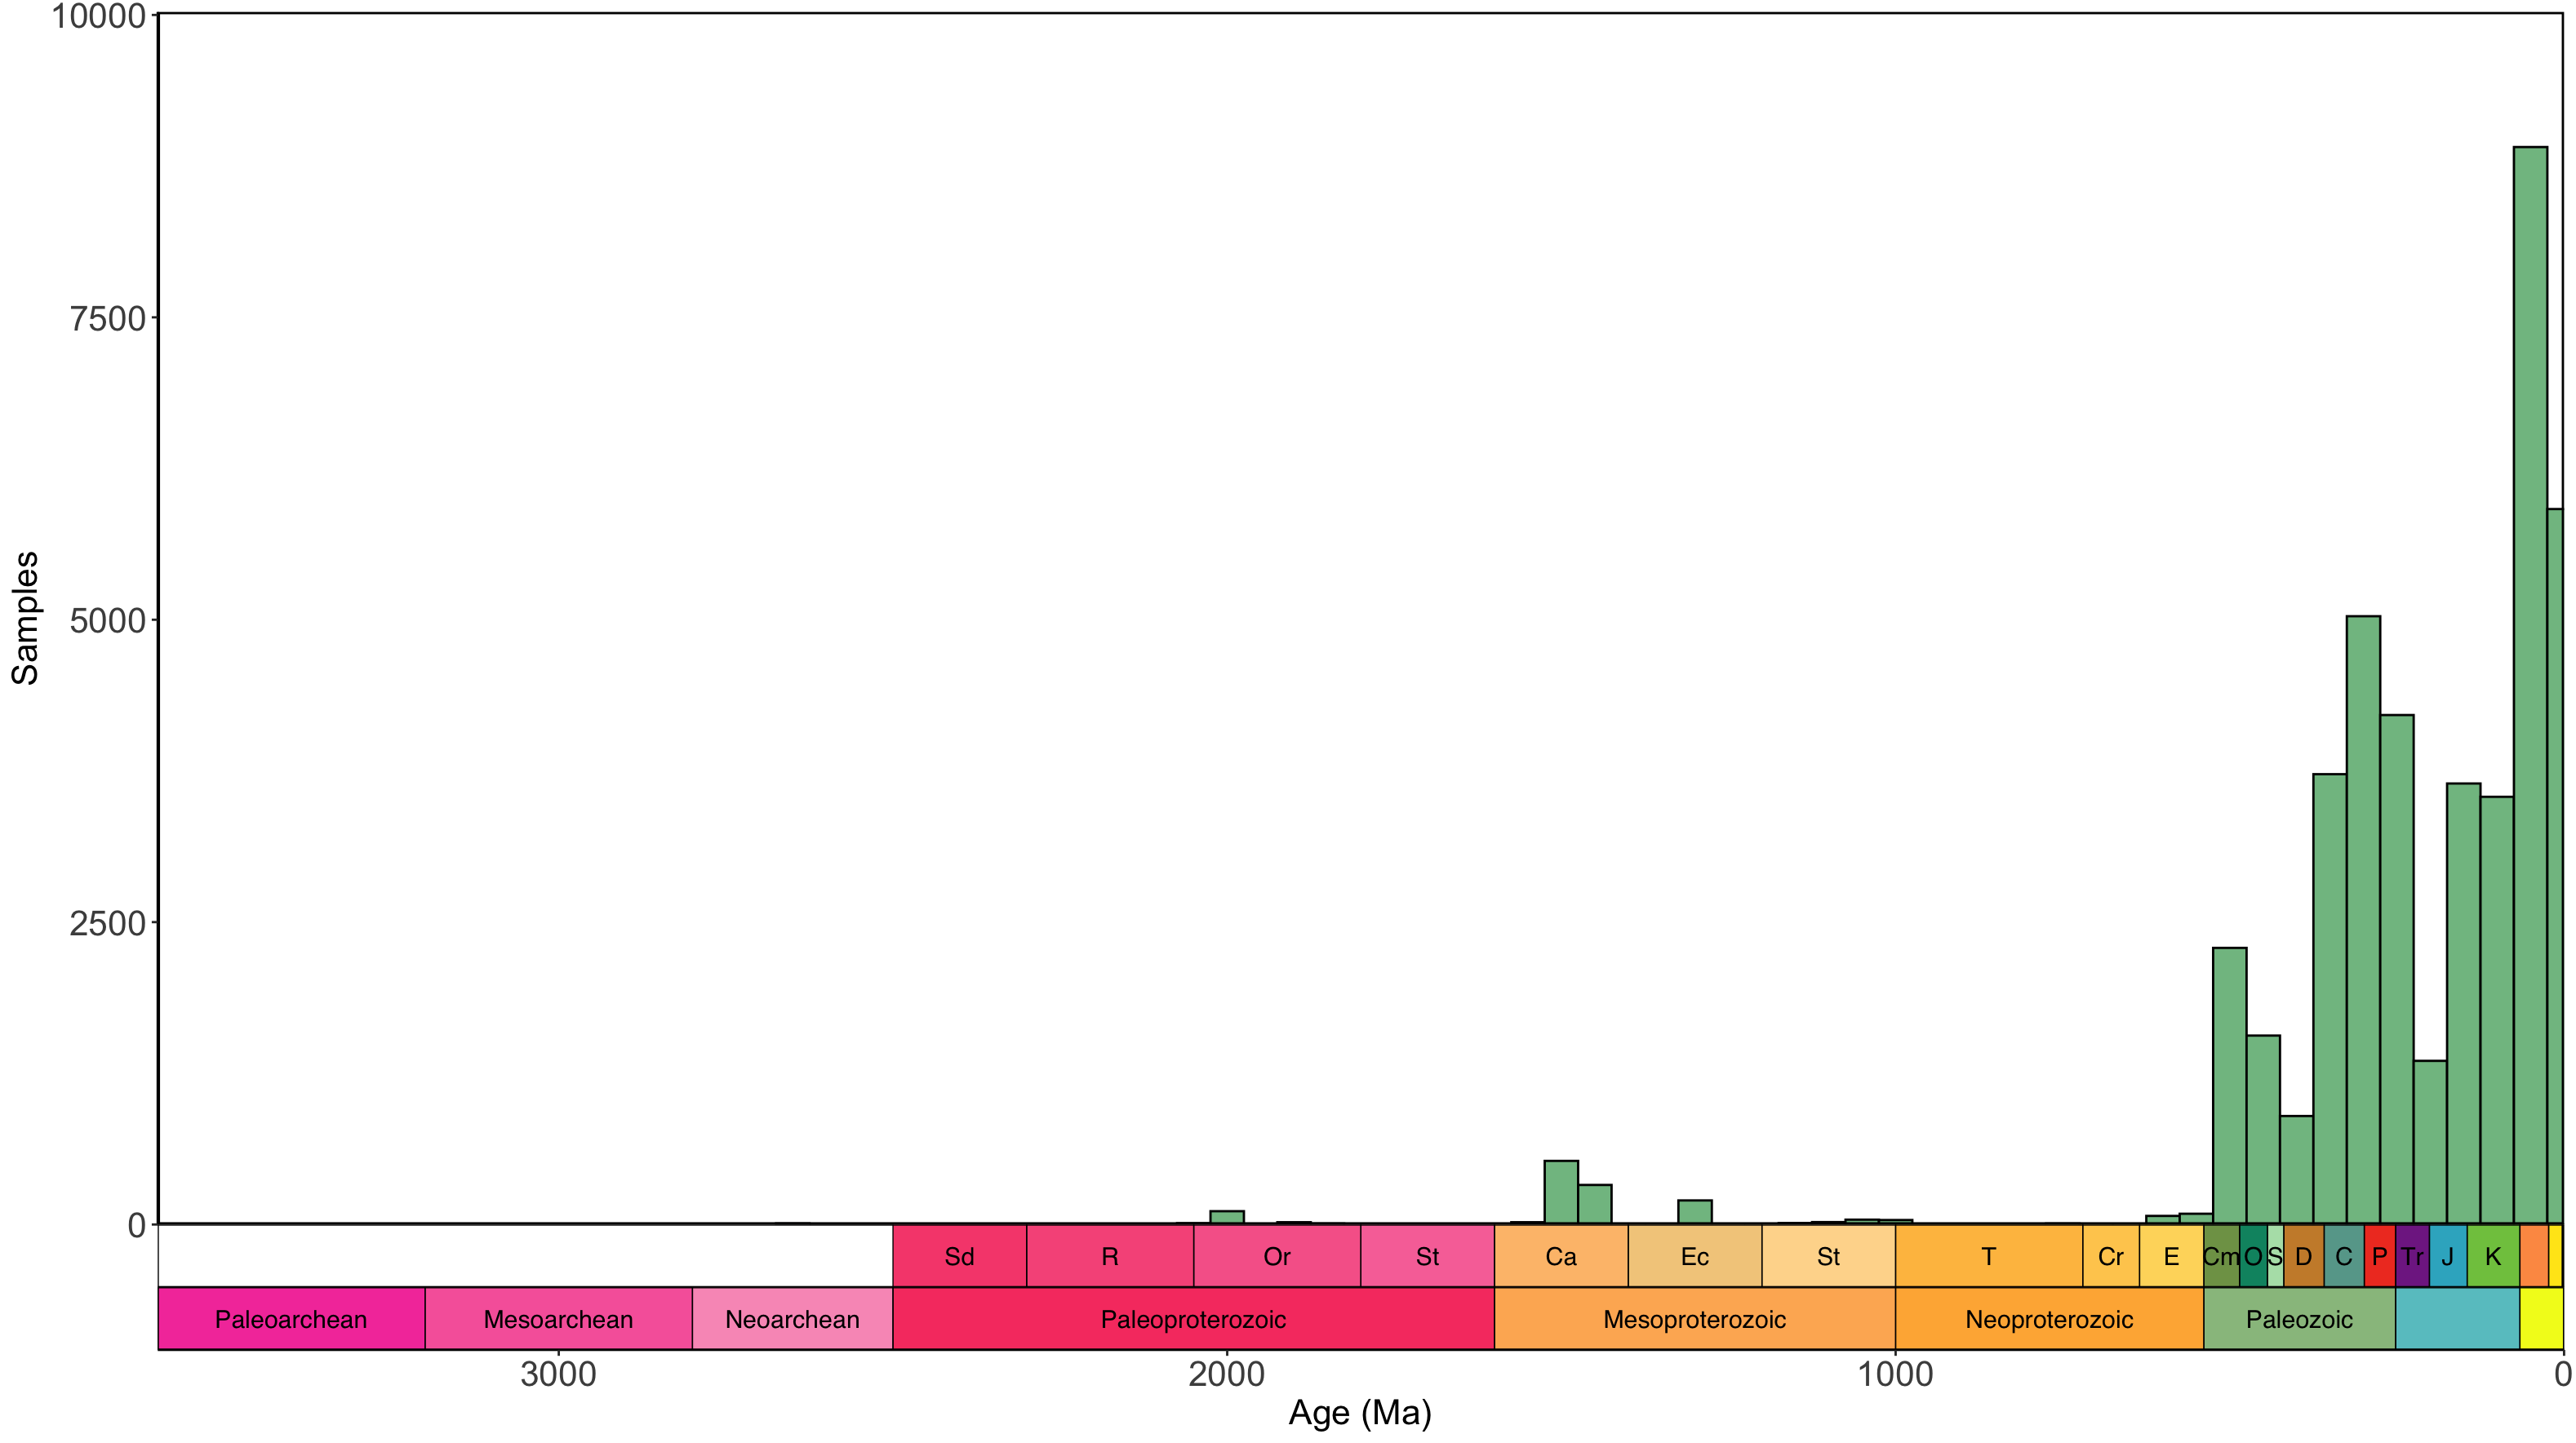 10000
7500
5000
2500
0
Samples
Sd R Or St Ca Ec St T Cr E Cm O S D C P Tr J K
Paleoarchean Mesoarchean Neoarchean Paleoproterozoic Mesoproterozoic Neoproterozoic Paleozoic
3000 2000 1000 0
Age (Ma)